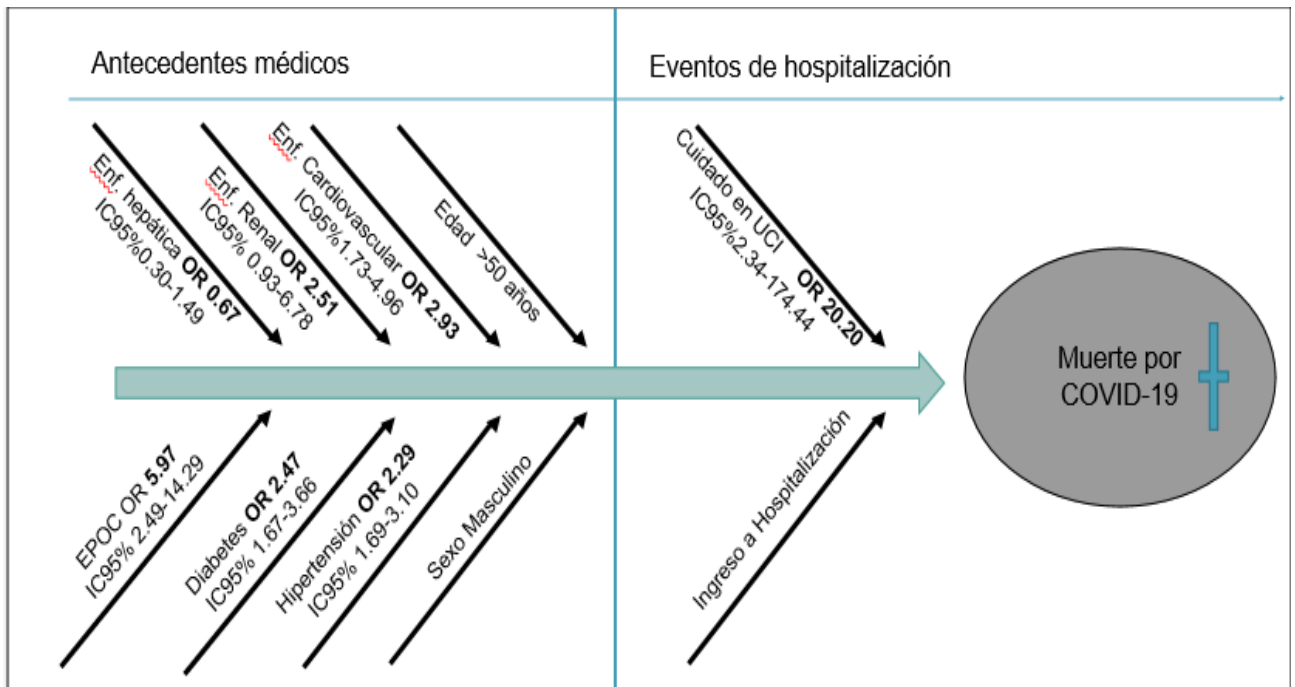 Antecedentes médicos
Eventos de hospitalización
Enf. hepática OR 0.67
IC95%0.30-1.49
Enf. Renal OR 2.51
IC95% 0.93-6.78
Enf. Cardiovascular OR 2.93
IC95%1.73-4.96
Edad >50 años
Cuidado en UCI OR 20.20
IC95%2.34-174.44
Muerte por
COVID-19
EPOC OR 5.97
IC95% 2.49-14.29
Diabetes OR 2.47
IC95% 1.67-3.66
Hipertensión OR 2.29
IC95% 1.69-3.10
Sexo Masculino
Ingreso a Hospitalización